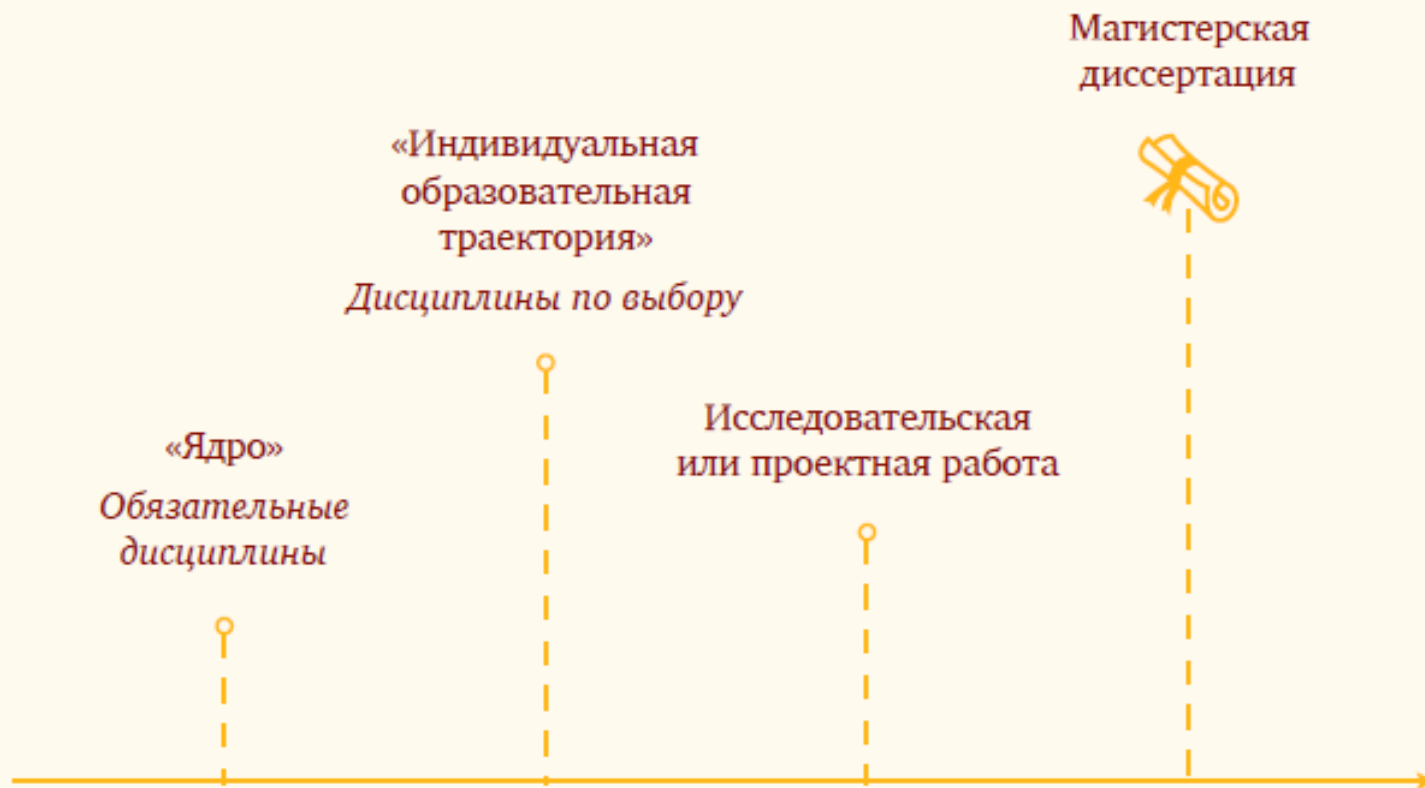 «Ядро»
Обязательные
дисциплины
«Индивидуальная
образовательная
траектория»
Дисциплины по выбору
Исследовательская
или проектная работа
Магистерская
диссертация